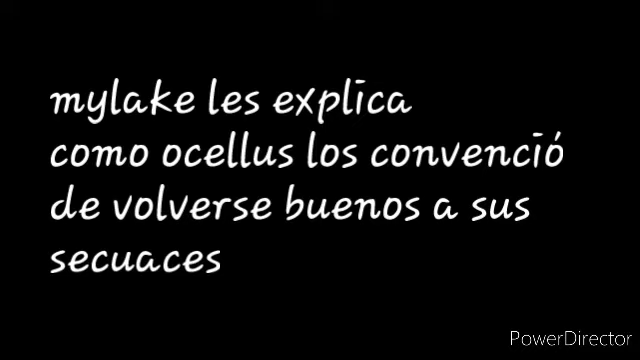 mylake les explica
como ocellus los convenció
de volverse buenos a sus
secuaces
PowerDirector